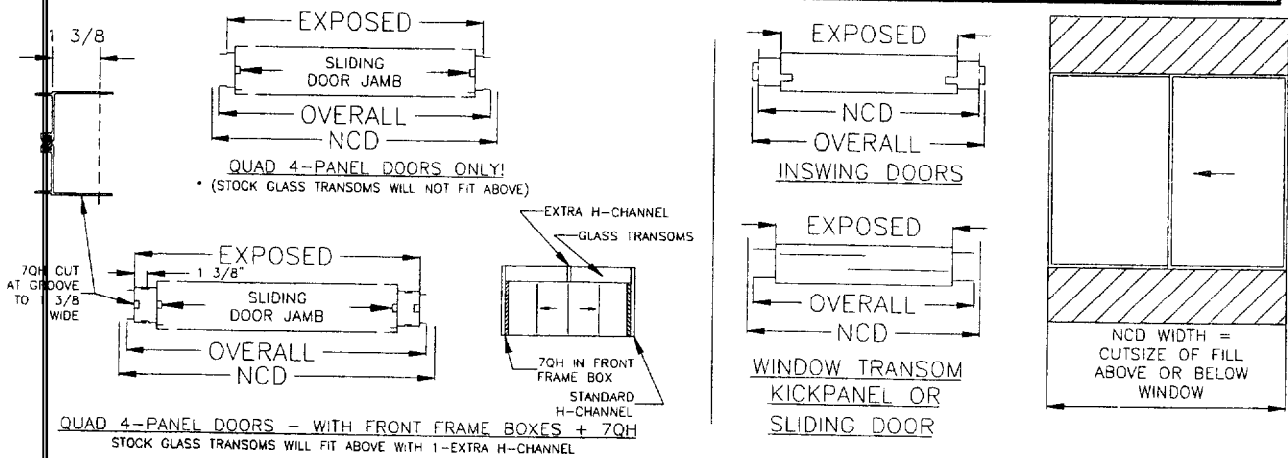 3/8
EXPOSED
SLIDING
DOOR JAMB
OVERALL
NCD
QUAD 4-PANEL DOORS ONLY!
* (STOCK GLASS TRANSOMS WILL NOT FIT ABOVE)
EXPOSED
1 3/8"
7QH CUT
AT GROOVE
TO 1 3/8
WIDE
SLIDING
DOOR JAMB
OVERALL
NCD
EXTRA H-CHANNEL
GLASS TRANSOMS
7QH IN FRONT
FRAME BOX
STANDARD
H-CHANNEL
QUAD 4-PANEL DOORS - WITH FRONT FRAME BOXES + 7QH
STOCK GLASS TRANSOMS WILL FIT ABOVE WITH 1-EXTRA H-CHANNEL
EXPOSED
NCD
OVERALL
INSWING DOORS
EXPOSED
OVERALL
NCD
WINDOW TRANSOM
KICKPANEL OR
SLIDING DOOR
NCD WIDTH =
CUTSIZE OF FILL
ABOVE OR BELOW
WINDOW